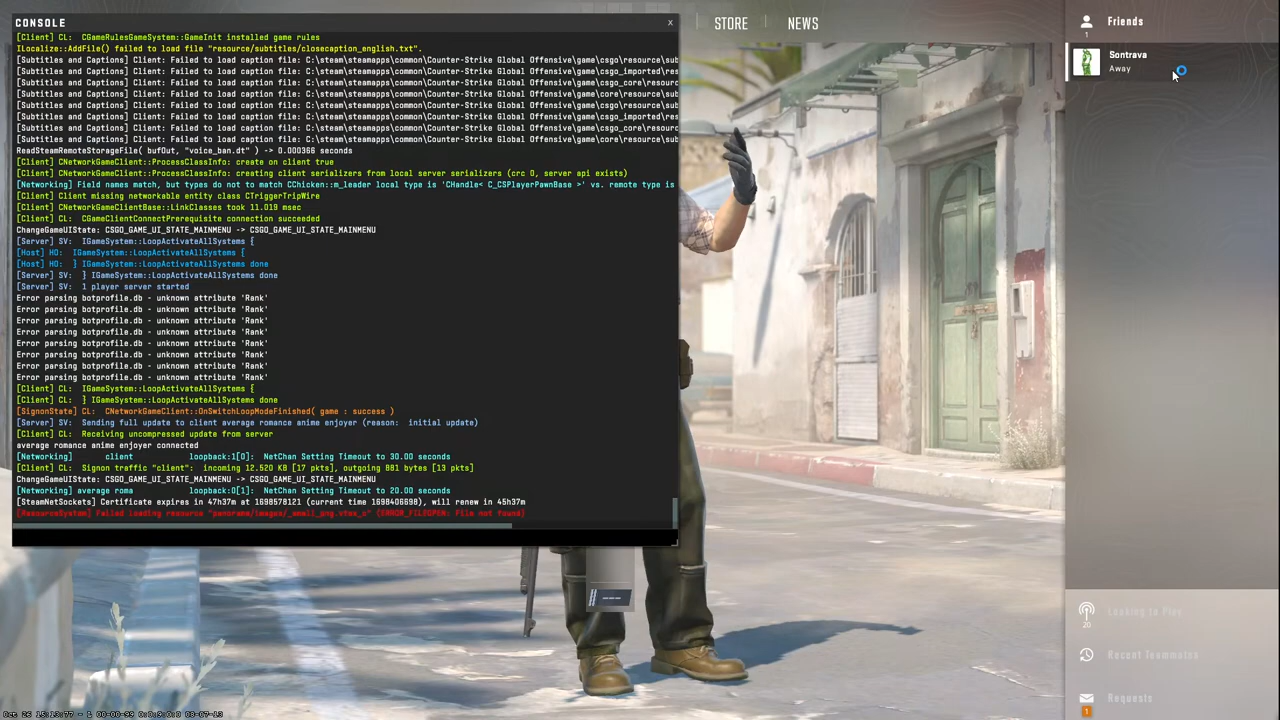 CONSOLE
x
STORE
NEWS
Friends
1
Sontrava
Away
[Client] CL:  CGameRulesGameSystem::GameInit installed game rules
ILocalize::AddFile() failed to load file "resource/subtitles/closecaption_english.txt".
[Subtitles and Captions] Client: Failed to load caption file: C:\steam\steamapps\common\Counter-Strike Global Offensive\game\csgo\resource\sub
[Subtitles and Captions] Client: Failed to load caption file: C:\steam\steamapps\common\Counter-Strike Global Offensive\game\csgo_imported\res
[Subtitles and Captions] Client: Failed to load caption file: C:\steam\steamapps\common\Counter-Strike Global Offensive\game\csgo_core\resourc
[Subtitles and Captions] Client: Failed to load caption file: C:\steam\steamapps\common\Counter-Strike Global Offensive\game\core\resource\sub
[Subtitles and Captions] Client: Failed to load caption file: C:\steam\steamapps\common\Counter-Strike Global Offensive\game\csgo\resource\sub
[Subtitles and Captions] Client: Failed to load caption file: C:\steam\steamapps\common\Counter-Strike Global Offensive\game\csgo_imported\res
[Subtitles and Captions] Client: Failed to load caption file: C:\steam\steamapps\common\Counter-Strike Global Offensive\game\csgo_core\resourc
[Subtitles and Captions] Client: Failed to load caption file: C:\steam\steamapps\common\Counter-Strike Global Offensive\game\core\resource\sub
ReadSteamRemoteStorageFile( bufOut, "voice_ban.dt" ) -> 0.000366 seconds
[Client] CNetworkGameClient::ProcessClassInfo: create on client true
[Client] CNetworkGameClient::ProcessClassInfo: creating client serializers from local server serializers (crc 0, server api exists)
[Networking] Field names match, but types do not to match CChicken::m_leader local type is 'CHandle< C_CSPlayerPawnBase >' vs. remote type is
[Client] Client missing networkable entity class CTriggerTripWire
[Client] CNetworkGameClientBase::LinkClasses took 11.019 msec
[Client] CL:  CGameClientConnectPrerequisite connection succeeded
ChangeGameUIState: CSGO_GAME_UI_STATE_MAINMENU -> CSGO_GAME_UI_STATE_MAINMENU
[Server] SV:  IGameSystem::LoopActivateAllSystems {
[Host] HO:  IGameSystem::LoopActivateAllSystems {
[Host] HO:  } IGameSystem::LoopActivateAllSystems done
[Server] SV:  } IGameSystem::LoopActivateAllSystems done
[Server] SV:  1 player server started
Error parsing botprofile.db - unknown attribute 'Rank'
Error parsing botprofile.db - unknown attribute 'Rank'
Error parsing botprofile.db - unknown attribute 'Rank'
Error parsing botprofile.db - unknown attribute 'Rank'
Error parsing botprofile.db - unknown attribute 'Rank'
Error parsing botprofile.db - unknown attribute 'Rank'
Error parsing botprofile.db - unknown attribute 'Rank'
Error parsing botprofile.db - unknown attribute 'Rank'
[Client] CL:  IGameSystem::LoopActivateAllSystems {
[Client] CL:  } IGameSystem::LoopActivateAllSystems done
[SignonState] CL:  CNetworkGameClient::OnSwitchLoopModeFinished( game : success )
[Server] SV:  Sending full update to client average romance anime enjoyer (reason:  initial update)
[Client] CL:  Receiving uncompressed update from server
average romance anime enjoyer connected
[Networking]      client           loopback:1[0]:  NetChan Setting Timeout to 30.00 seconds
[Client] CL:  Signon traffic "client":  incoming 12.520 KB [17 pkts], outgoing 881 bytes [13 pkts]
ChangeGameUIState: CSGO_GAME_UI_STATE_MAINMENU -> CSGO_GAME_UI_STATE_MAINMENU
[Networking] average roma          loopback:0[1]:  NetChan Setting Timeout to 20.00 seconds
[SteamNetSockets] Certificate expires in 47h37m at 1698578121 (current time 1698406698), will renew in 45h37m
[ResourceSystem] Failed loading resource "panorama/images/_small_png.vtex_c" (ERROR_FILEOPEN: File not found)
Looking to Play
20
Recent Teammates
Requests
1